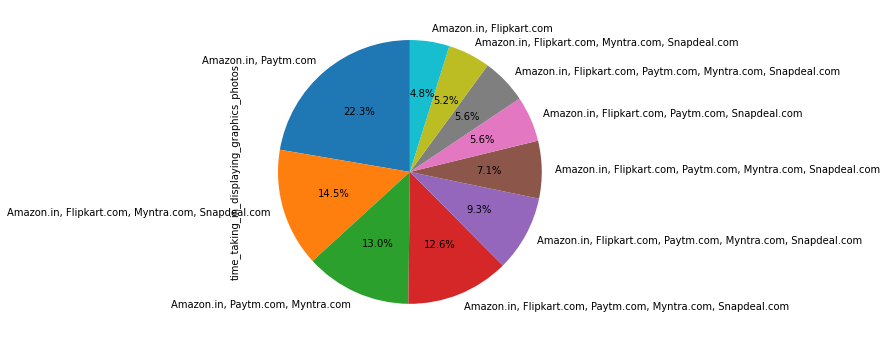 Amazon.in, Flipkart.com
Amazon.in, Flipkart.com, Myntra.com, Snapdeal.com
Amazon.in, Paytm.com
Amazon.in, Flipkart.com, Paytm.com, Myntra.com, Snapdeal.com
4.8%
5.2%
22.3%
5.6%
Amazon.in, Flipkart.com, Paytm.com, Snapdeal.com
5.6%
time_taking_in_displaying_graphics_photos
7.1%
Amazon.in, Flipkart.com, Paytm.com, Myntra.com, Snapdeal.com
14.5%
9.3%
Amazon.in, Flipkart.com, Myntra.com, Snapdeal.com
13.0%
12.6%
Amazon.in, Flipkart.com, Paytm.com, Myntra.com, Snapdeal.com
Amazon.in, Paytm.com, Myntra.com
Amazon.in, Flipkart.com, Paytm.com, Myntra.com, Snapdeal.com